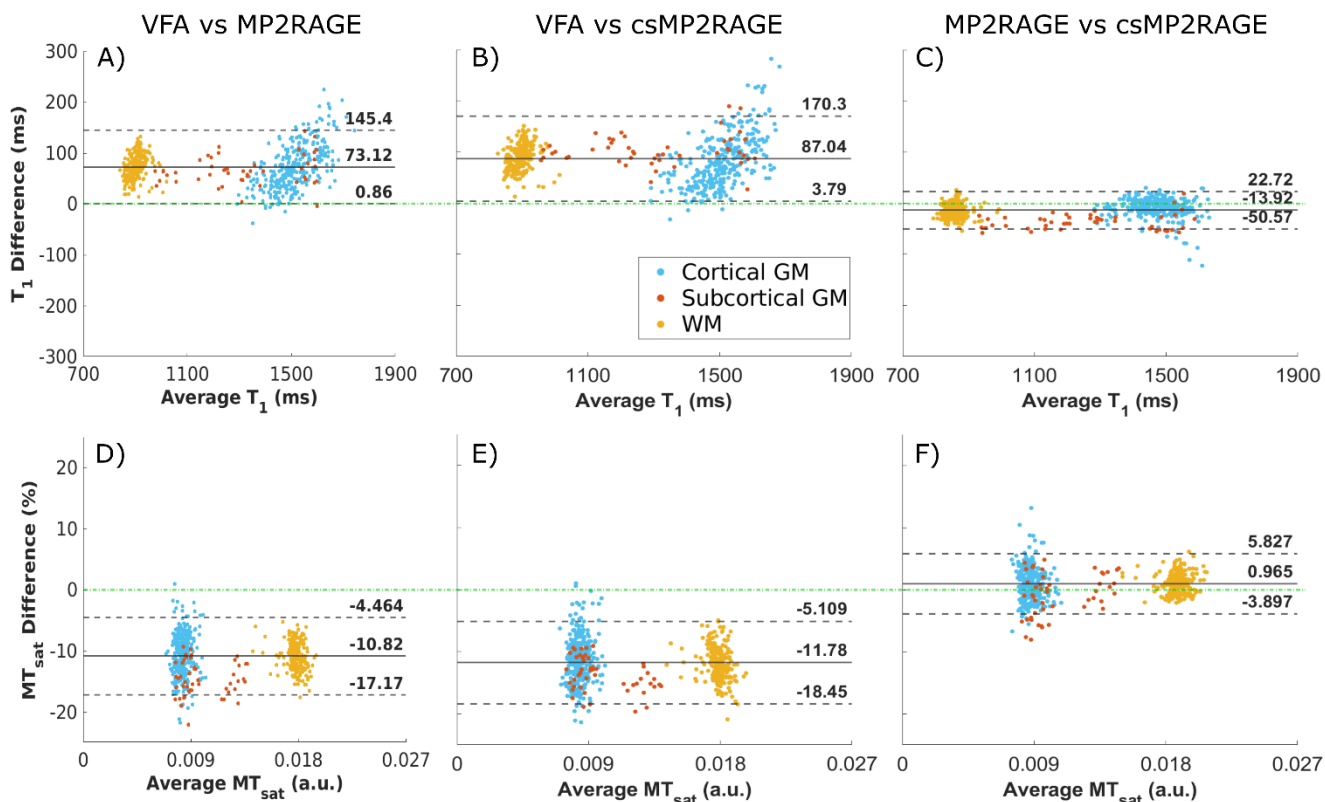 VFA vs MP2RAGE
VFA vs csMP2RAGE
MP2RAGE vs csMP2RAGE
A)
B)
C)
T1 Difference (ms)
300
200
100
0
-100
-200
-300
145.4
73.12
0.86
170.3
87.04
3.79
22.72
-13.92
-50.57
Cortical GM
Subcortical GM
WM
700 1100 1500 1900
700 1100 1500 1900
700 1100 1500 1900
Average T1 (ms)
Average T1 (ms)
Average T1 (ms)
D)
E)
F)
MTsat Difference (%)
20
10
0
-10
-20
-4.464
-10.82
-17.17
-5.109
-11.78
-18.45
5.827
0.965
-3.897
0 0.009 0.018 0.027
0 0.009 0.018 0.027
0 0.009 0.018 0.027
Average MTsat (a.u.)
Average MTsat (a.u.)
Average MTsat (a.u.)